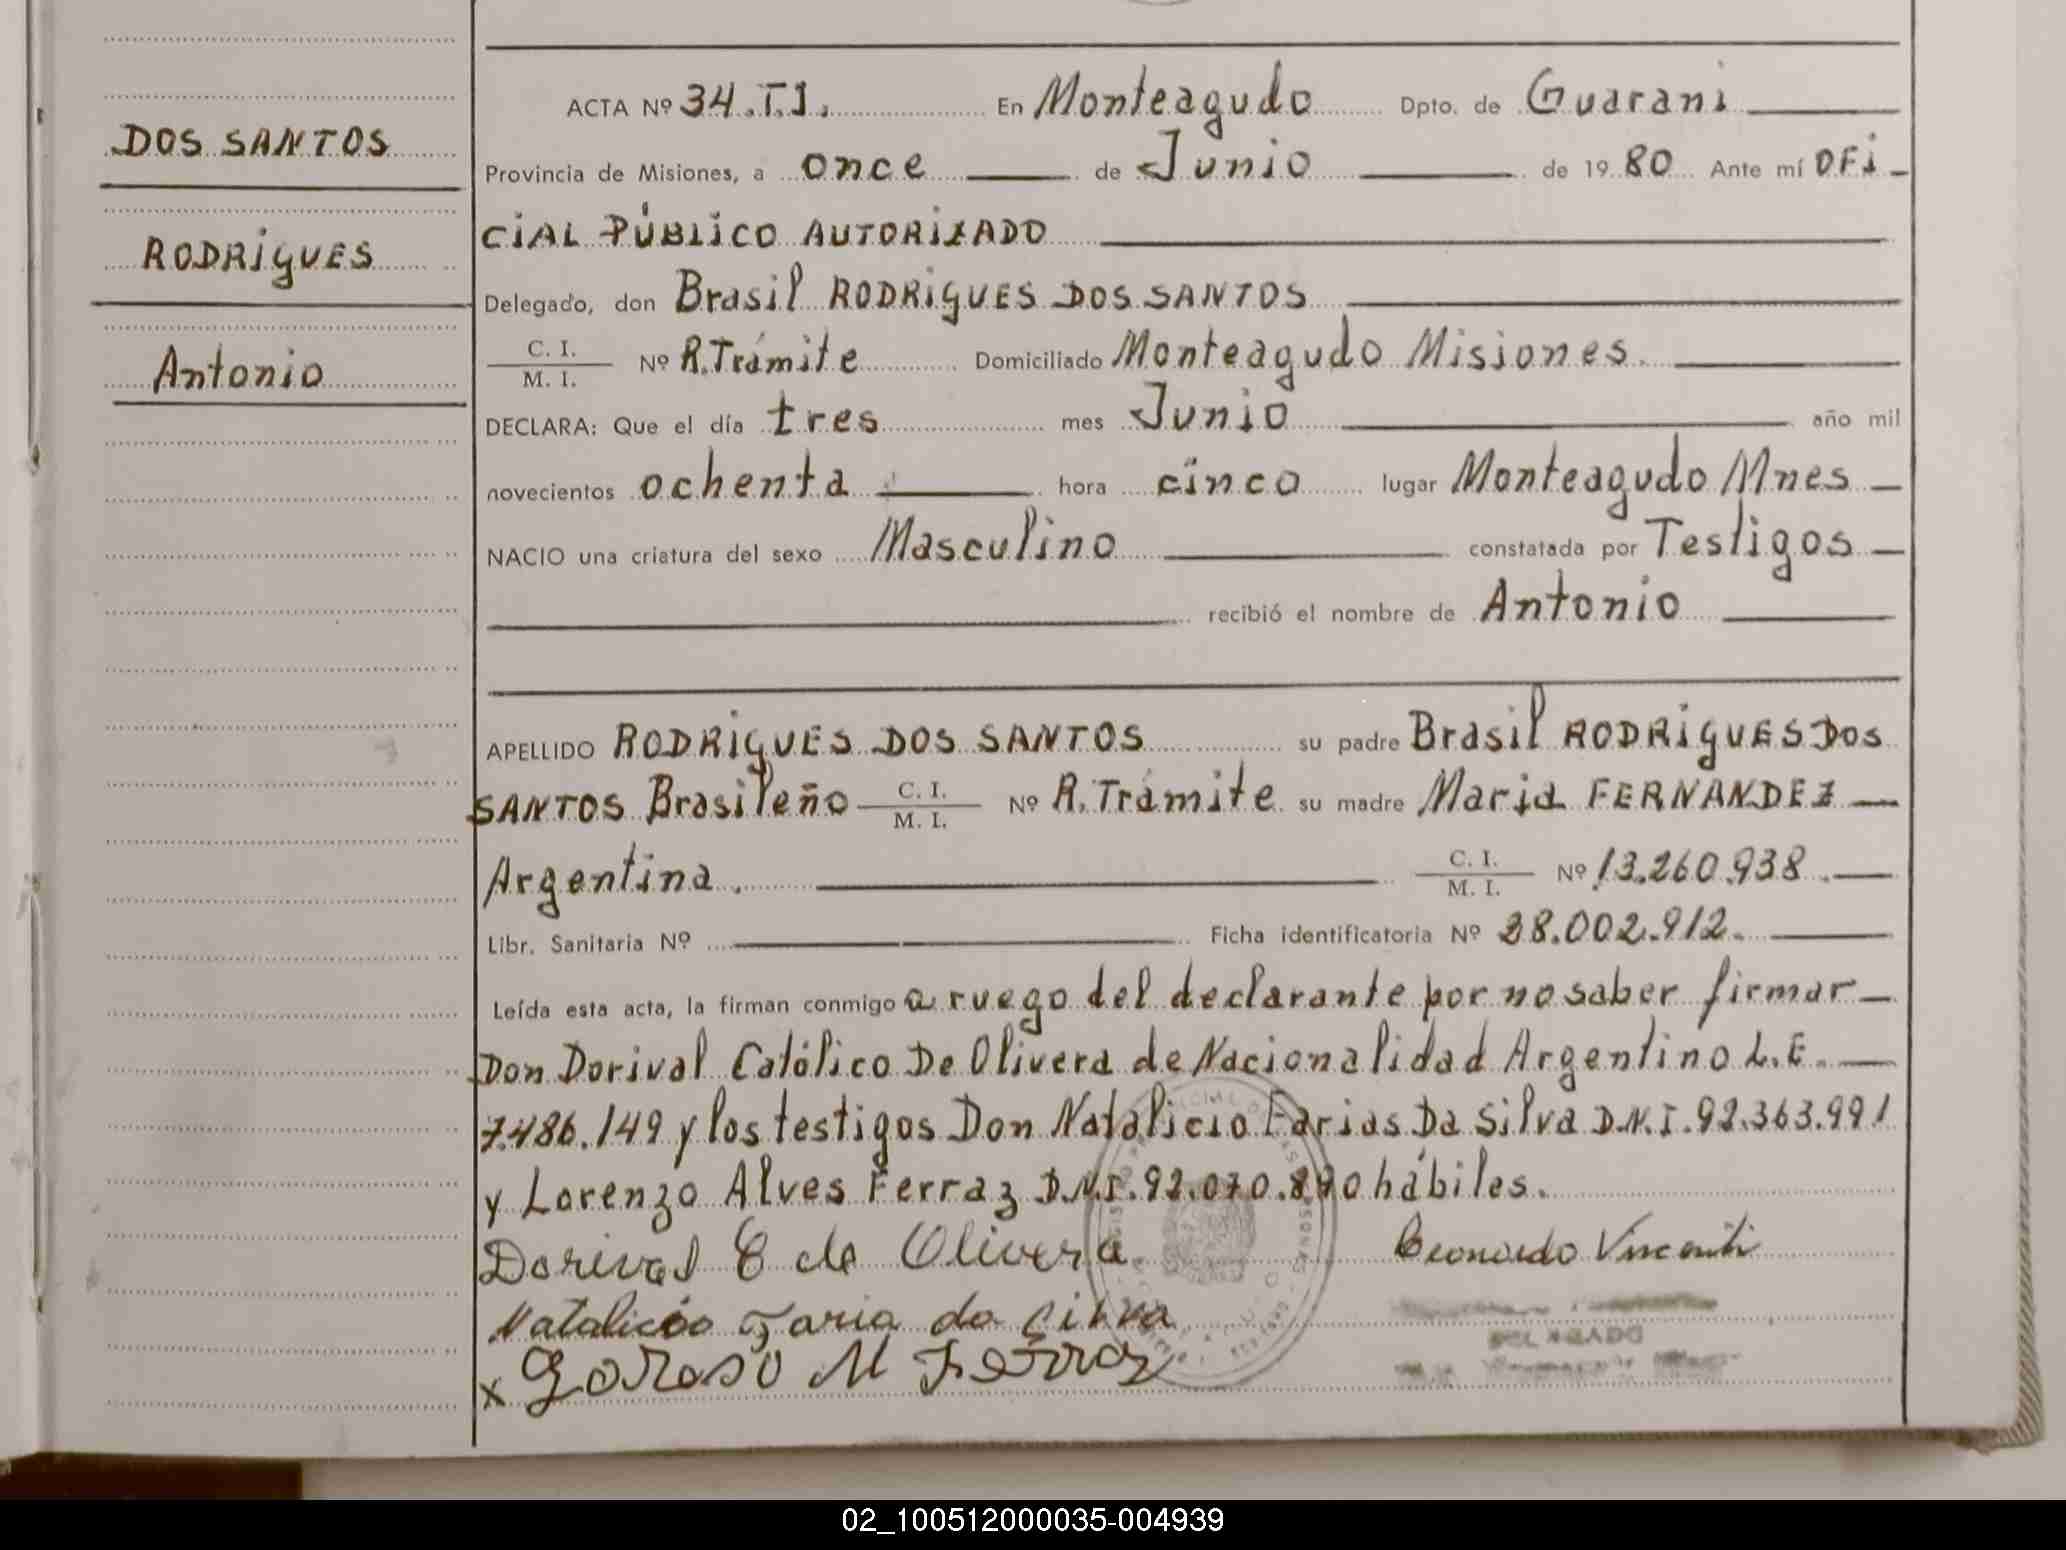 DOS SANTOS
RODRIGUES
Antonio
ACTA Nº 34.T.I. En Monteagudo Dpto. de Guarani
Provincia de Misiones, a once de Junio de 1980 Ante mí OFI
CIAL PÚBLICO AUTORIZADO
Delegado, don Brasil RODRIGUES DOS SANTOS
C. I.
M. I. Nº R.Trámite Domiciliado Monteagudo Misiones.
DECLARA: Que el día tres mes Junio año mil
novecientos ochenta hora cinco lugar Monteagudo Mnes
NACIO una criatura del sexo Masculino constatada por Testigos
recibió el nombre de Antonio
APELLIDO RODRIGUES DOS SANTOS su padre Brasil RODRIGUES DOS
SANTOS Brasileño C. I. M. I. Nº R.Trámite su madre Maria FERNANDEZ
Argentina. C. I. M. I. Nº 13.260.938.
Libr. Sanitaria Nº Ficha identificatoria Nº 28.002.912.
Leída esta acta, la firman conmigo a ruego del declarante por no saber firmar
Don Dorival Católico De Olivera de Nacionalidad Argentino L.E.
7.486.149 y los testigos Don Natalicio Farias Da Silva D.N.I. 92.363.991
y Lorenzo Alves Ferraz D.N.I. 92.070.890 hábiles.
Dorival C de Olivera
Natalicio Faria da Silva
x M Ferraz
DELEGADO
02_100512000035-004939